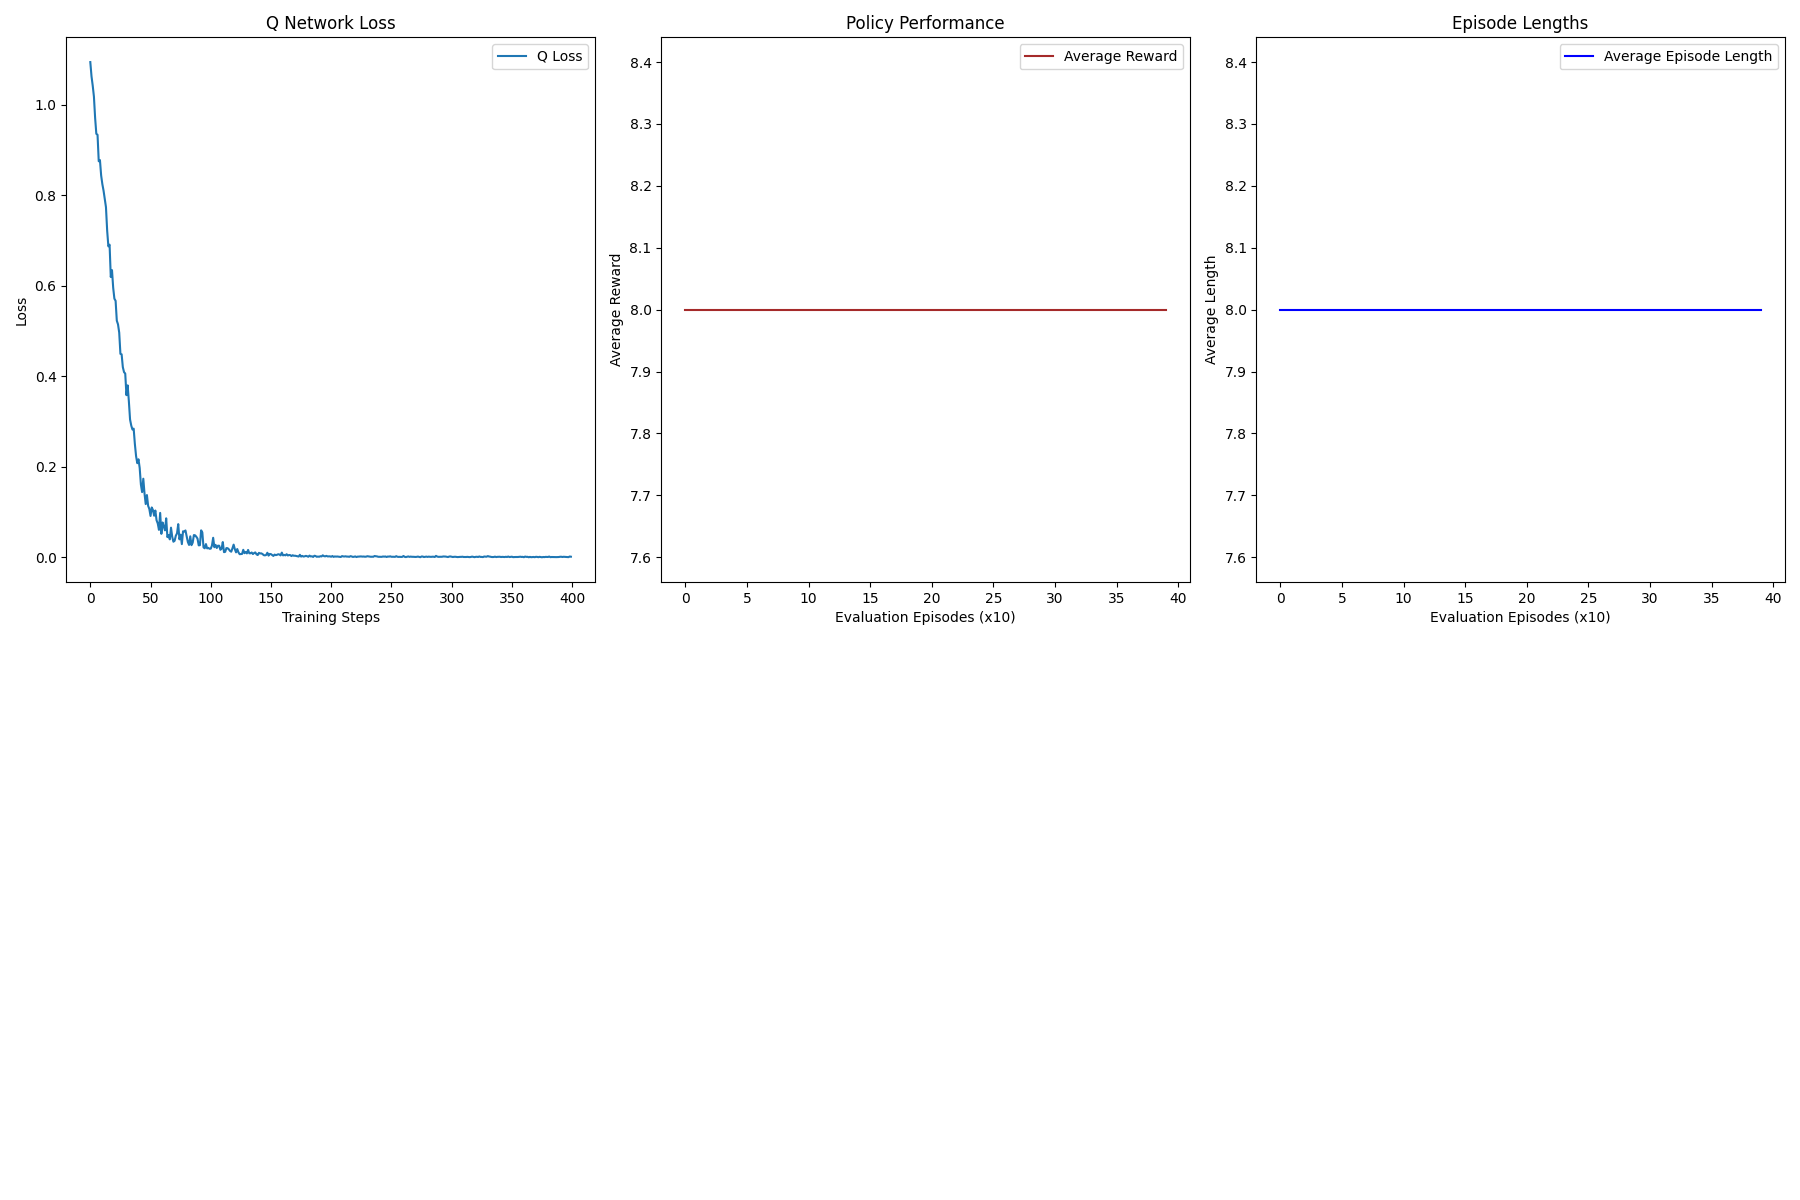 Q Network Loss
Q Loss
1.0
0.8
0.6
0.4
0.2
0.0
Loss
0 50 100 150 200 250 300 350 400
Training Steps
Policy Performance
Average Reward
8.4
8.3
8.2
8.1
8.0
7.9
7.8
7.7
7.6
Average Reward
0 5 10 15 20 25 30 35 40
Evaluation Episodes (x10)
Episode Lengths
Average Episode Length
8.4
8.3
8.2
8.1
8.0
7.9
7.8
7.7
7.6
Average Length
0 5 10 15 20 25 30 35 40
Evaluation Episodes (x10)